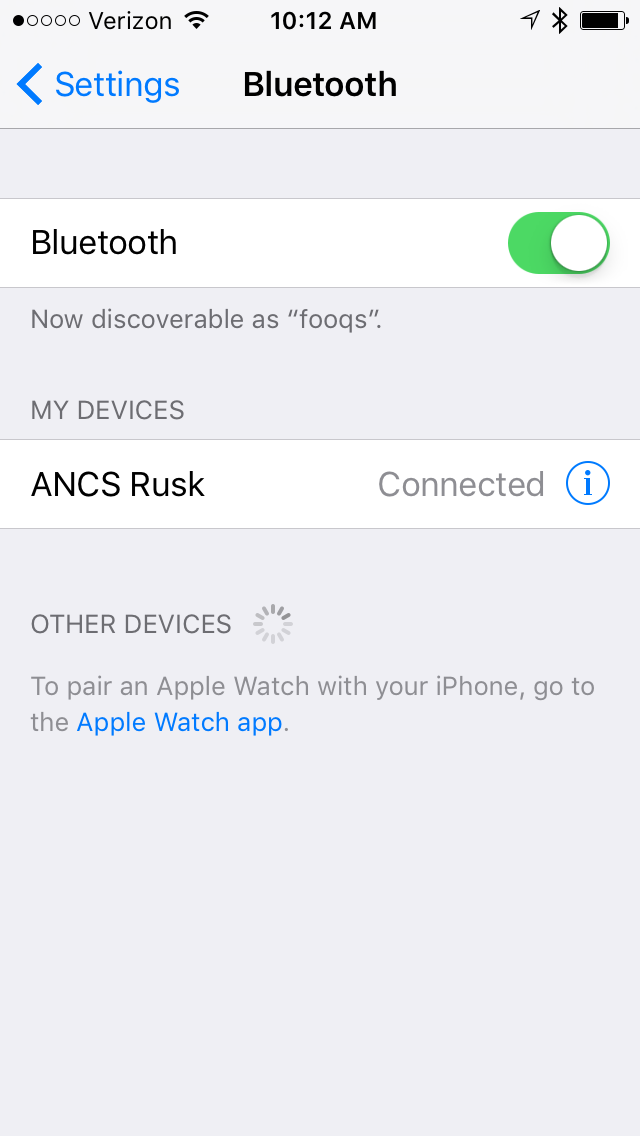 Verizon 10:12 AM
Settings Bluetooth
Bluetooth
Now discoverable as “fooqs”.
MY DEVICES
ANCS Rusk Connected i
OTHER DEVICES
To pair an Apple Watch with your iPhone, go to
the Apple Watch app.